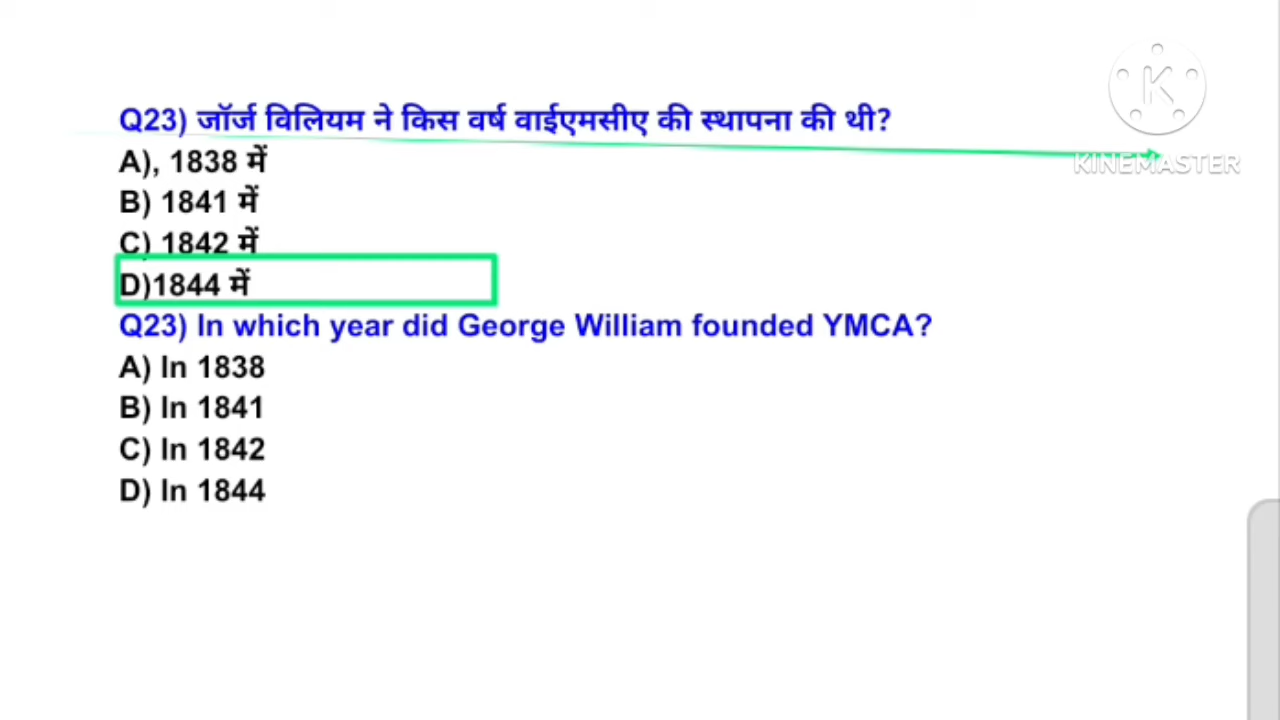 Q23) जॉर्ज विलियम ने किस वर्ष वाईएमसीए की स्थापना की थी?
A), 1838 में
B) 1841 में
C) 1842 में
D)1844 में
Q23) In which year did George William founded YMCA?
A) In 1838
B) In 1841
C) In 1842
D) In 1844
K
KINEMASTER